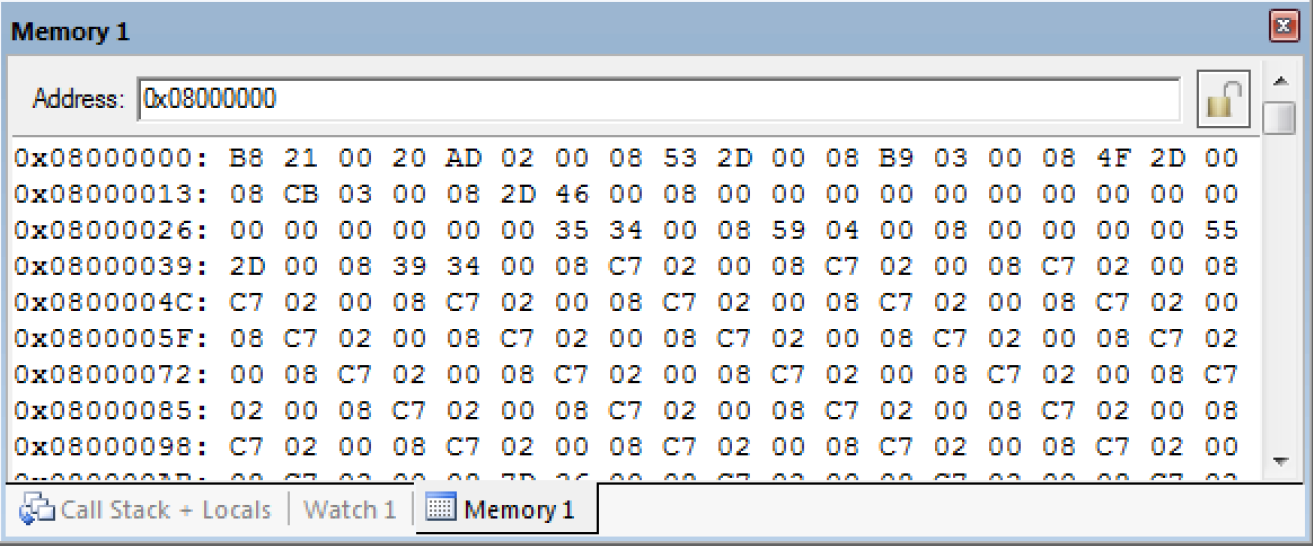 Memory 1
Address: 0x08000000
0x08000000: B8 21 00 20 AD 02 00 08 53 2D 00 08 B9 03 00 08 4F 2D 00
0x08000013: 08 CB 03 00 08 2D 46 00 08 00 00 00 00 00 00 00 00 00 00
0x08000026: 00 00 00 00 00 00 35 34 00 08 59 04 00 08 00 00 00 00 55
0x08000039: 2D 00 08 39 34 00 08 C7 02 00 08 C7 02 00 08 C7 02 00 08
0x0800004C: C7 02 00 08 C7 02 00 08 C7 02 00 08 C7 02 00 08 C7 02 00
0x0800005F: 08 C7 02 00 08 C7 02 00 08 C7 02 00 08 C7 02 00 08 C7 02
0x08000072: 00 08 C7 02 00 08 C7 02 00 08 C7 02 00 08 C7 02 00 08 C7
0x08000085: 02 00 08 C7 02 00 08 C7 02 00 08 C7 02 00 08 C7 02 00 08
0x08000098: C7 02 00 08 C7 02 00 08 C7 02 00 08 C7 02 00 08 C7 02 00
Call Stack + Locals Watch 1 Memory 1